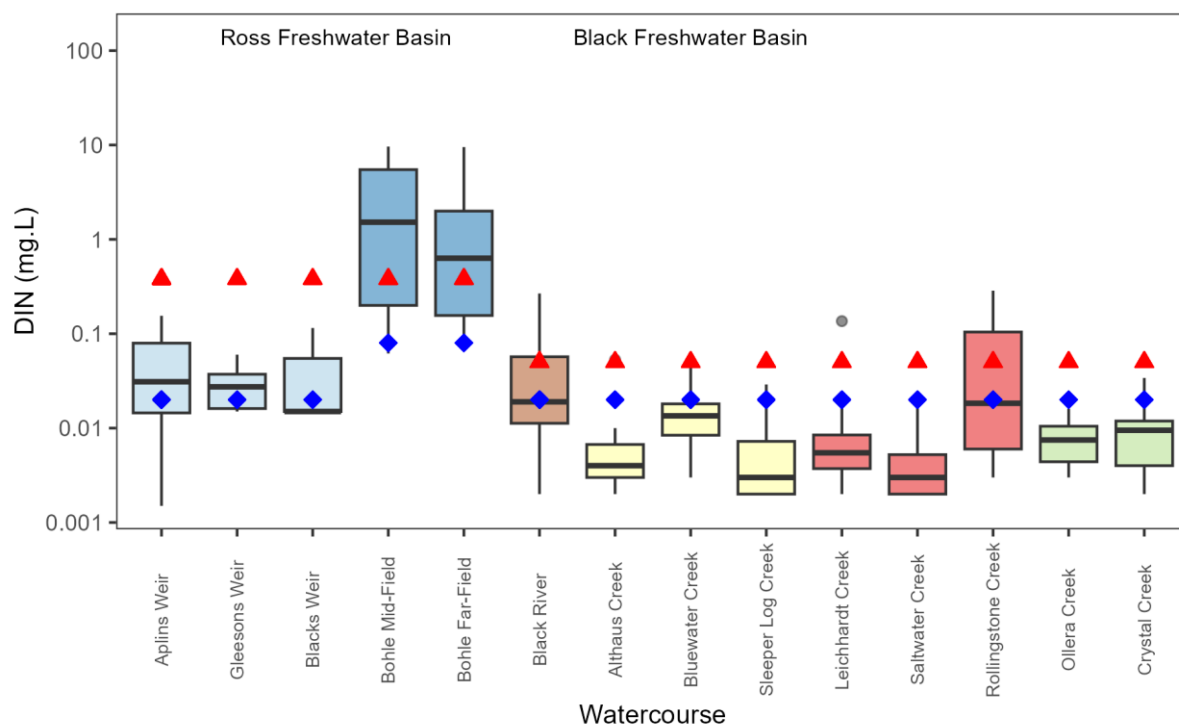 Ross Freshwater Basin
Black Freshwater Basin
100
10
1
0.1
0.01
0.001
DIN (mg.L)
Aplins Weir
Gleesons Weir
Blacks Weir
Bohle Mid-Field
Bohle Far-Field
Black River
Althaus Creek
Bluewater Creek
Sleeper Log Creek
Leichhardt Creek
Saltwater Creek
Rollingstone Creek
Ollera Creek
Crystal Creek
Watercourse